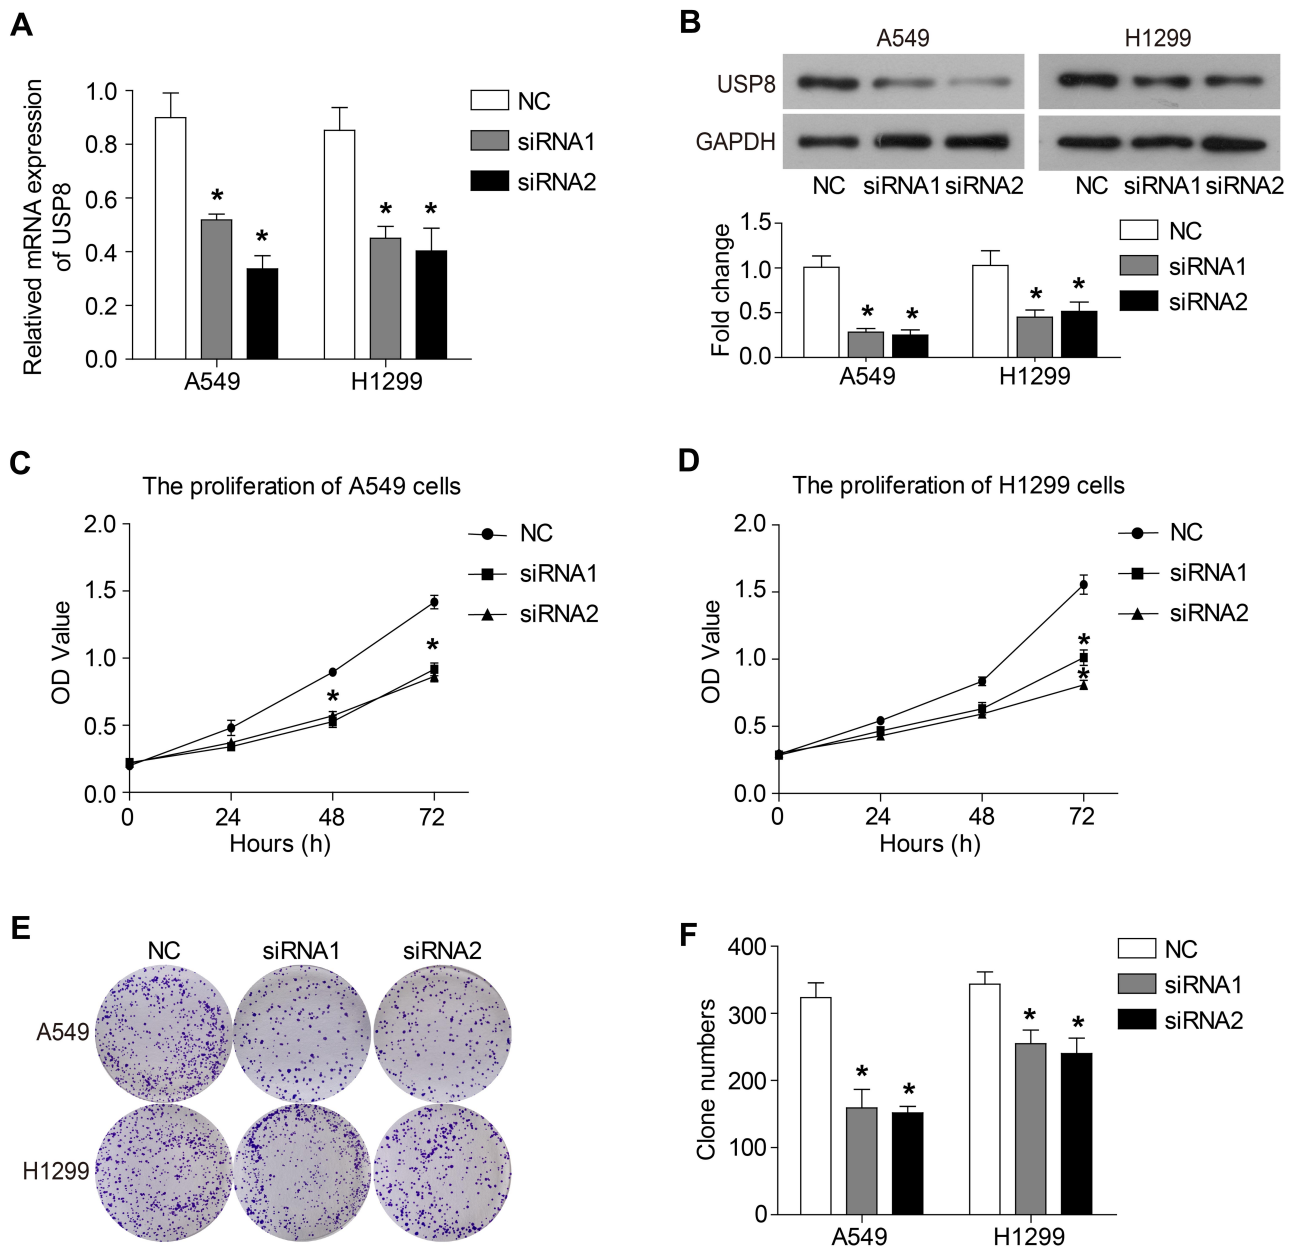 A
Relatived mRNA expression
of USP8
1.0
0.8
0.6
0.4
0.2
0.0
*
*
*
*
A549
H1299
NC
siRNA1
siRNA2
B
A549
H1299
USP8
GAPDH
NC siRNA1 siRNA2
NC siRNA1 siRNA2
Fold change
1.5
1.0
0.5
0.0
*
*
*
*
A549
H1299
NC
siRNA1
siRNA2
C
The proliferation of A549 cells
OD Value
2.0
1.5
1.0
0.5
0.0
*
*
0 24 48 72
Hours (h)
NC
siRNA1
siRNA2
D
The proliferation of H1299 cells
OD Value
2.0
1.5
1.0
0.5
0.0
*
*
0 24 48 72
Hours (h)
NC
siRNA1
siRNA2
E
NC siRNA1 siRNA2
A549
H1299
F
Clone numbers
400
300
200
100
0
*
*
*
*
A549
H1299
NC
siRNA1
siRNA2